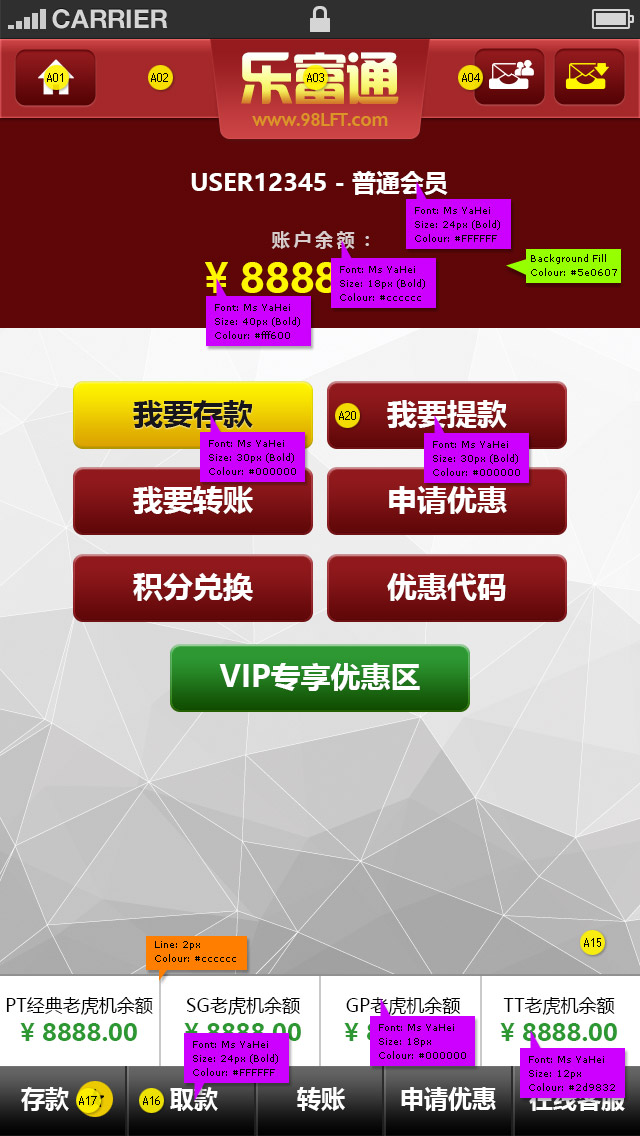 CARRIER
A01
A02
乐富通
A03
www.98LFT.com
A04
USER12345 - 普通会员
Font: Ms YaHei
Size: 24px (Bold)
Colour: #FFFFFF
账户余额：
¥ 8888
Font: Ms YaHei
Size: 18px (Bold)
Colour: #cccccc
Background Fill
Colour: #5e0607
Font: Ms YaHei
Size: 40px (Bold)
Colour: #fff600
我要存款
A20
我要提款
Font: Ms YaHei
Size: 30px (Bold)
Colour: #000000
Font: Ms YaHei
Size: 30px (Bold)
Colour: #000000
我要转账
申请优惠
积分兑换
优惠代码
VIP专享优惠区
A15
Line: 2px
Colour: #cccccc
PT经典老虎机余额
SG老虎机余额
GP老虎机余额
TT老虎机余额
¥ 8888.00
¥ 8888.00
¥
¥ 8888.00
Font: Ms YaHei
Size: 24px (Bold)
Colour: #FFFFFF
Font: Ms YaHei
Size: 18px
Colour: #000000
Font: Ms YaHei
Size: 12px
Colour: #2d9832
存款
A17
A16
取款
转账
申请优惠
在线客服